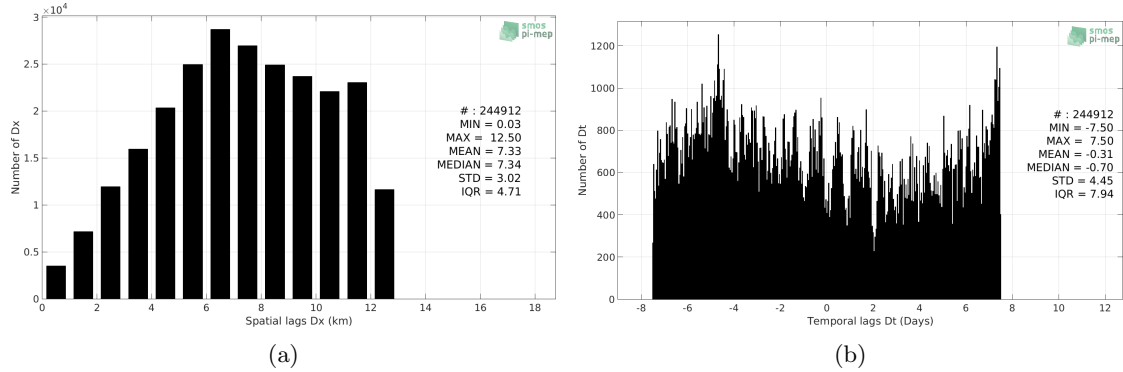 ×10⁴
3
2.5
2
1.5
1
0.5
0
Number of Dx
0 2 4 6 8 10 12 14 16 18
Spatial lags Dx (km)
smos
pi-mep
# : 244912
MIN = 0.03
MAX = 12.50
MEAN = 7.33
MEDIAN = 7.34
STD = 3.02
IQR = 4.71
(a)
1200
1000
800
600
400
200
0
Number of Dt
-8 -6 -4 -2 0 2 4 6 8 10 12
Temporal lags Dt (Days)
smos
pi-mep
# : 244912
MIN = -7.50
MAX = 7.50
MEAN = -0.31
MEDIAN = -0.70
STD = 4.45
IQR = 7.94
(b)